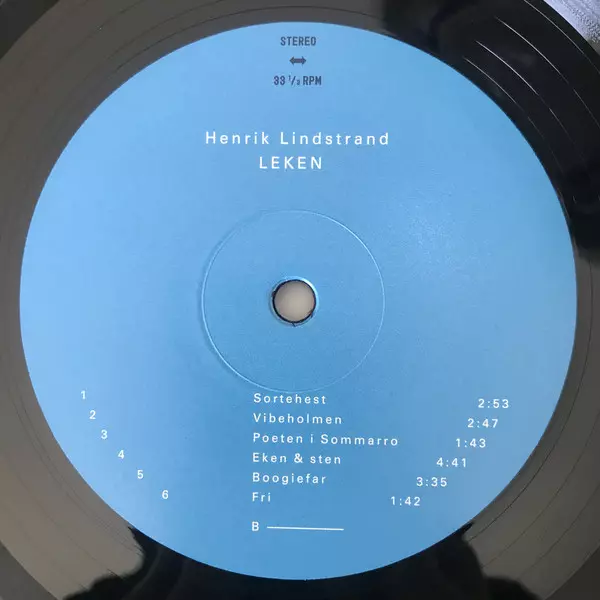 STEREO
33 1/3 RPM
Henrik Lindstrand
LEKEN
1 Sortehest 2:53
2 Vibeholmen 2:47
3 Poeten i Sommarro 1:43
4 Eken & sten 4:41
5 Boogiefar 3:35
6 Fri 1:42
B